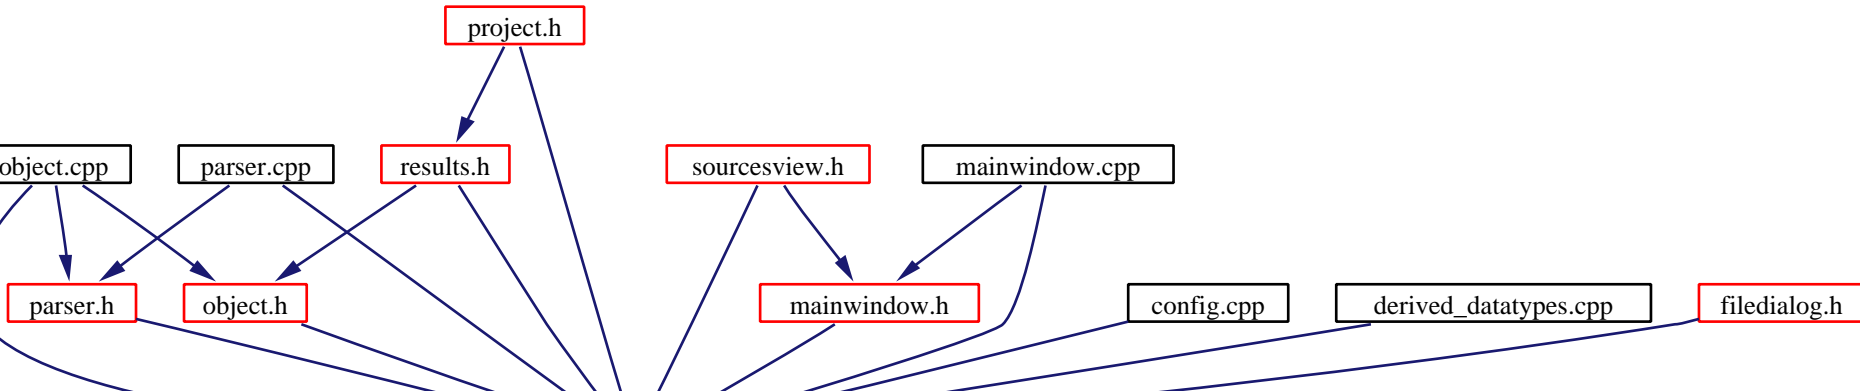 project.h
object.cpp
parser.cpp
results.h
sourcesview.h
mainwindow.cpp
parser.h
object.h
mainwindow.h
config.cpp
derived_datatypes.cpp
filedialog.h